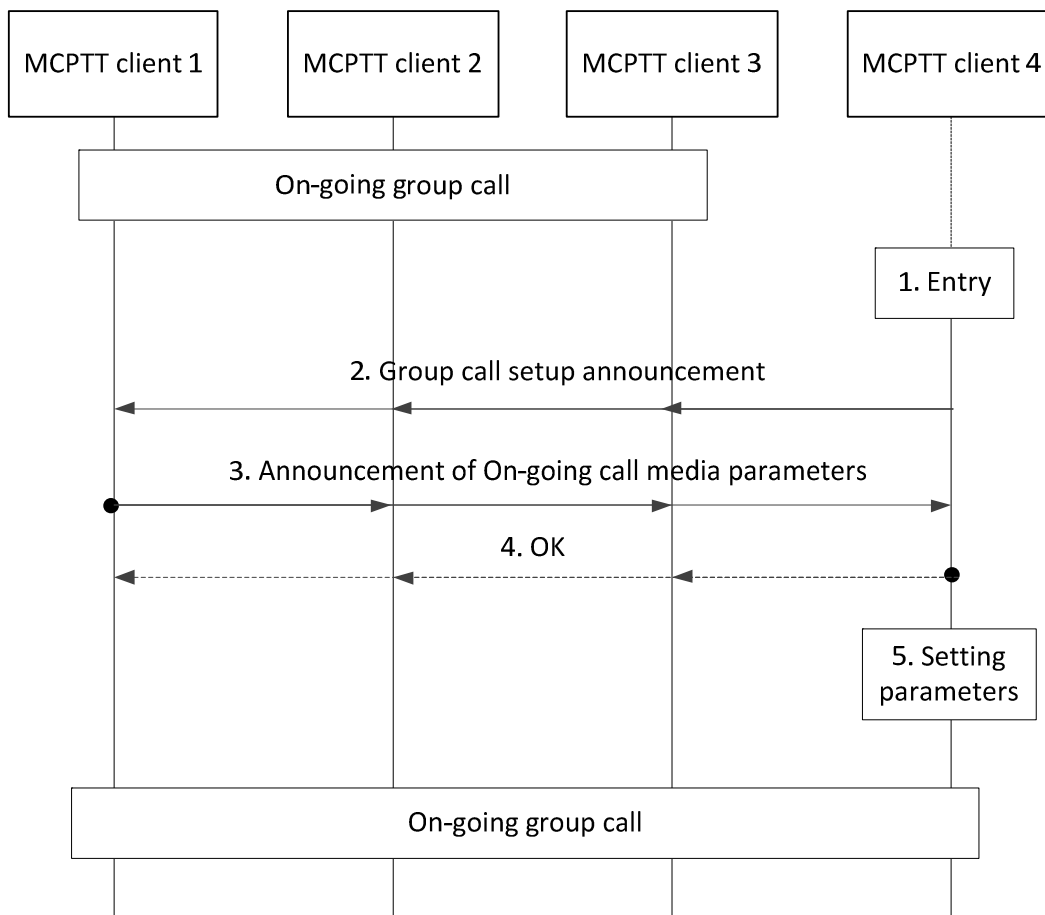 MCPTT client 1
MCPTT client 2
MCPTT client 3
MCPTT client 4
On-going group call
1. Entry
2. Group call setup announcement
3. Announcement of On-going call media parameters
4. OK
5. Setting
parameters
On-going group call